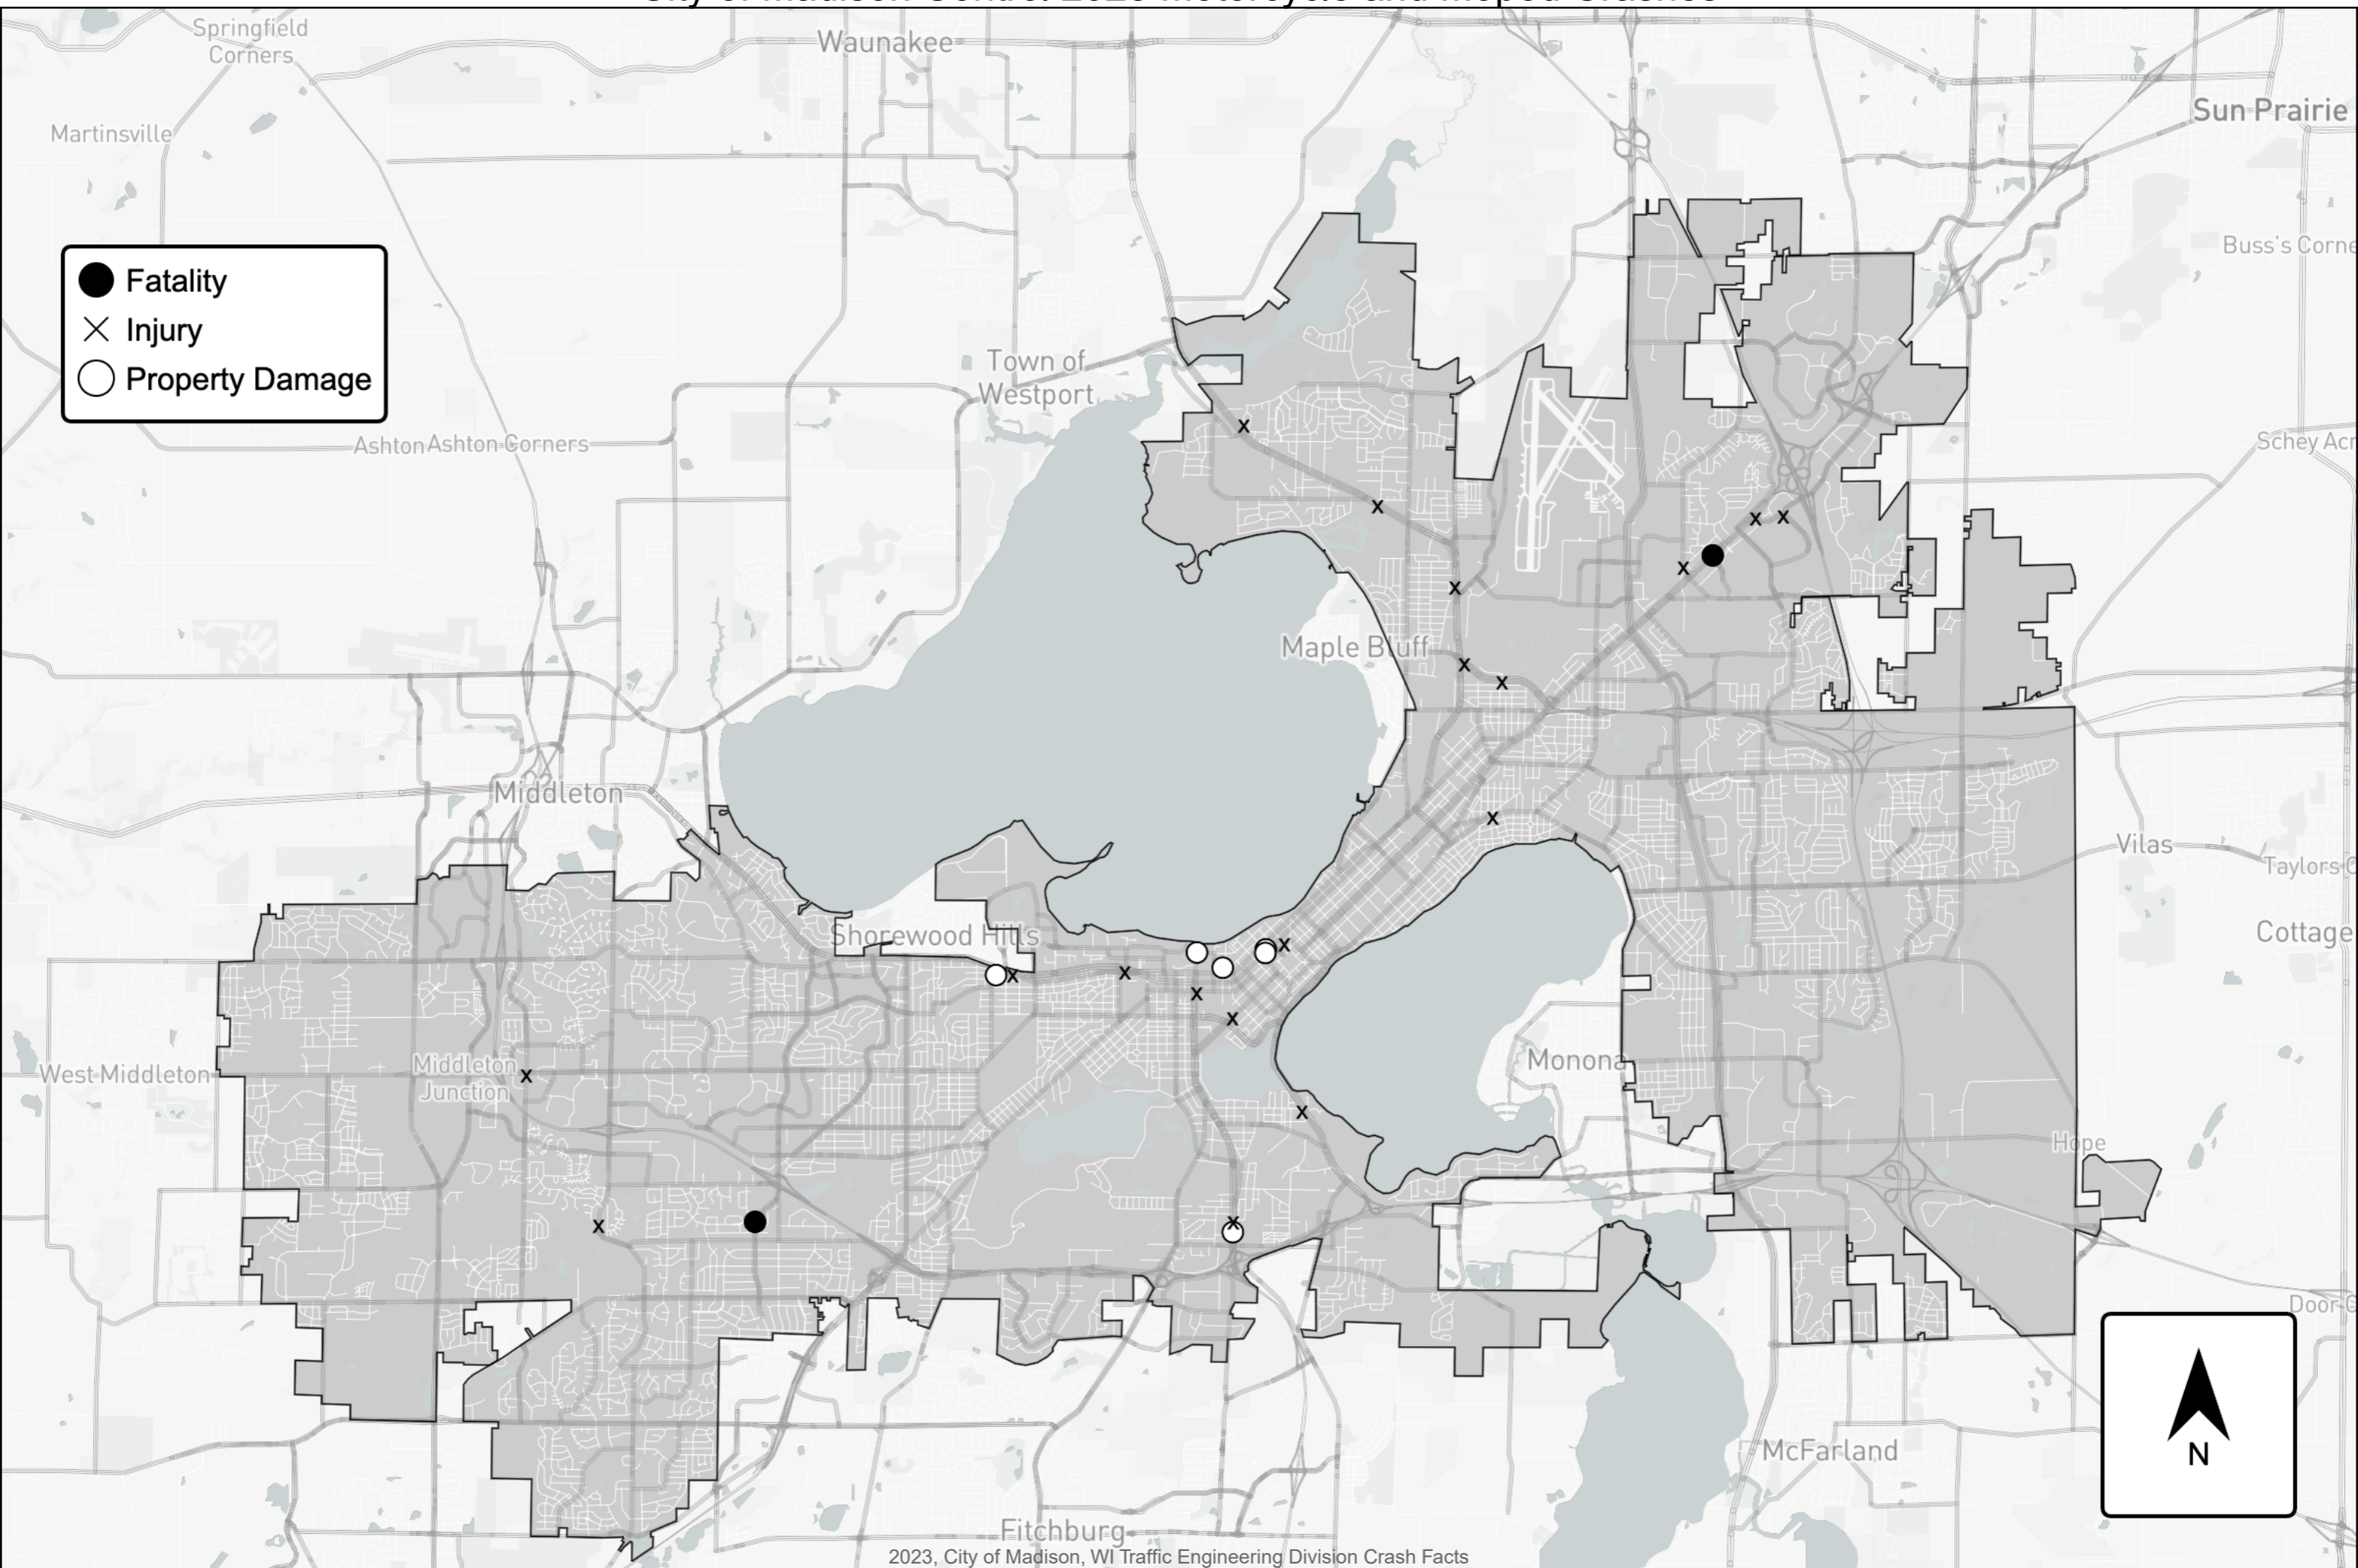 Springfield
Corners
Waunakee
Sun Prairie
Martinsville
Buss's Corne
Fatality
Injury
Property Damage
Town of
Westport
Ashton
Ashton Corners
Schey Acr
Maple Bluff
Middleton
Vilas
Taylors C
Cottage
Shorewood Hills
Middleton
Junction
West Middleton
Monona
Hope
Door C
McFarland
N
Fitchburg
2023, City of Madison, WI Traffic Engineering Division Crash Facts